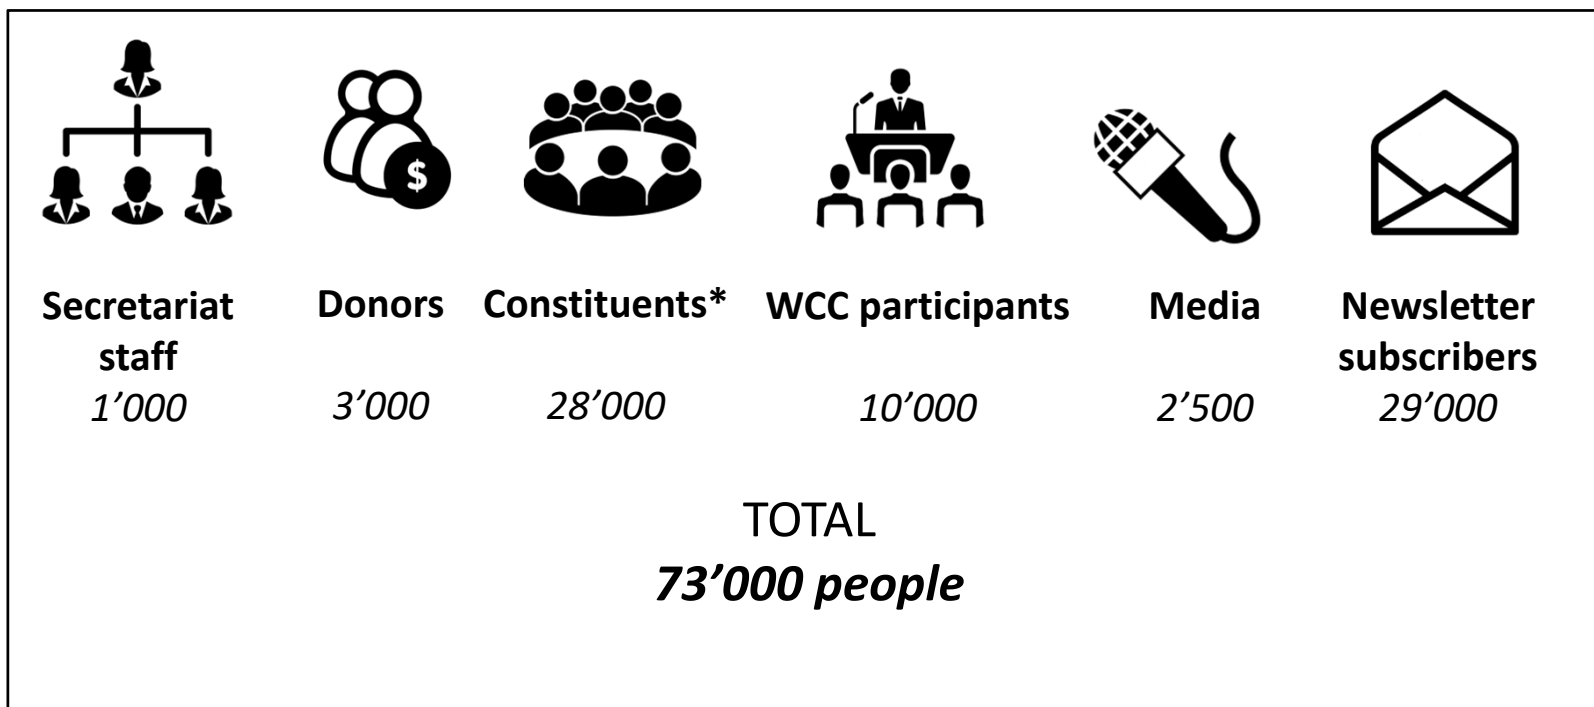 $
Secretariat staff
1’000
Donors
3’000
Constituents*
28’000
WCC participants
10’000
Media
2’500
Newsletter subscribers
29’000
TOTAL
73’000 people